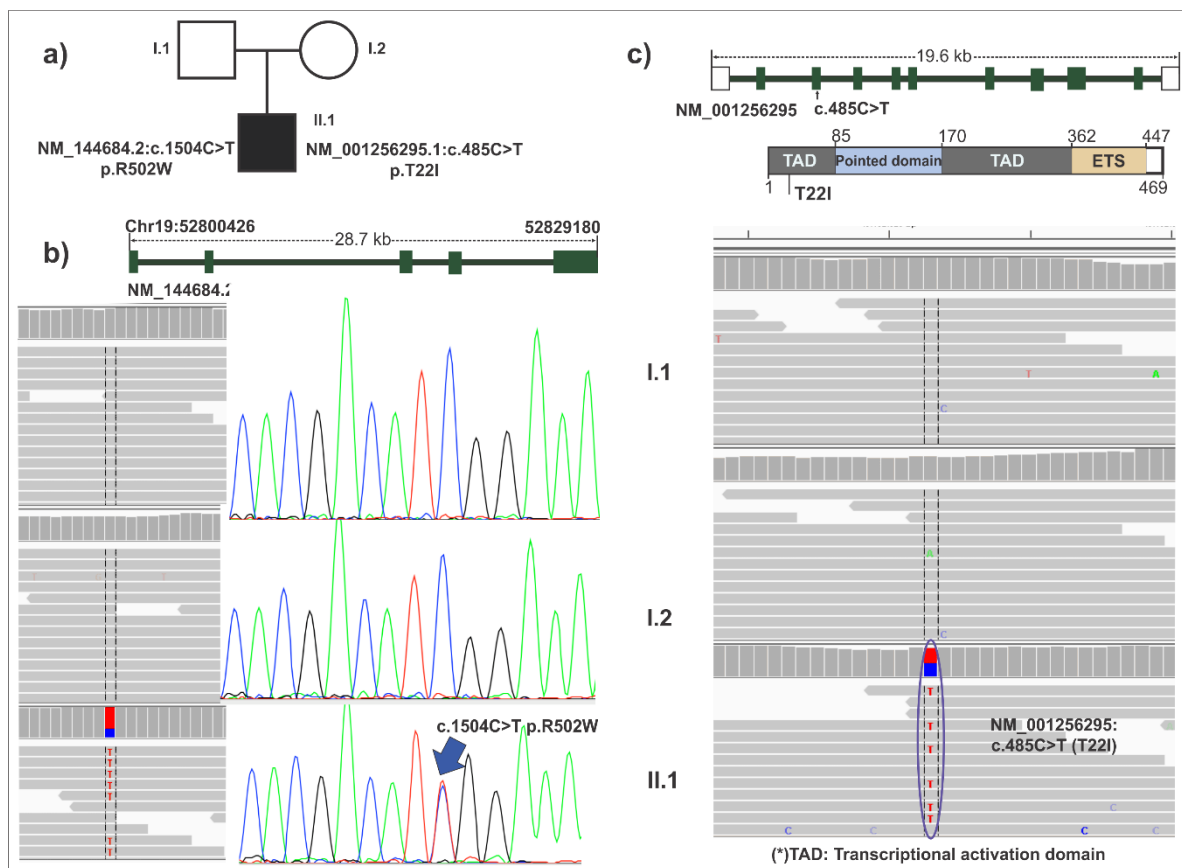 a)
I.1
I.2
II.1
NM_144684.2:c.1504C>T
p.R502W
NM_001256295.1:c.485C>T
p.T22I
b)
Chr19:52800426
52829180
28.7 kb
NM_144684.2
c.1504C>T p.R502W
T
T
T
T
T
T
T
c)
19.6 kb
NM_001256295
c.485C>T
85
170
362
447
TAD
Pointed domain
TAD
ETS
1
T22I
469
I.1
T
T
A
C
I.2
A
C
II.1
T
T
T
T
T
T
NM_001256295:
c.485C>T (T22I)
C
C
C
C
C
(*)TAD: Transcriptional activation domain